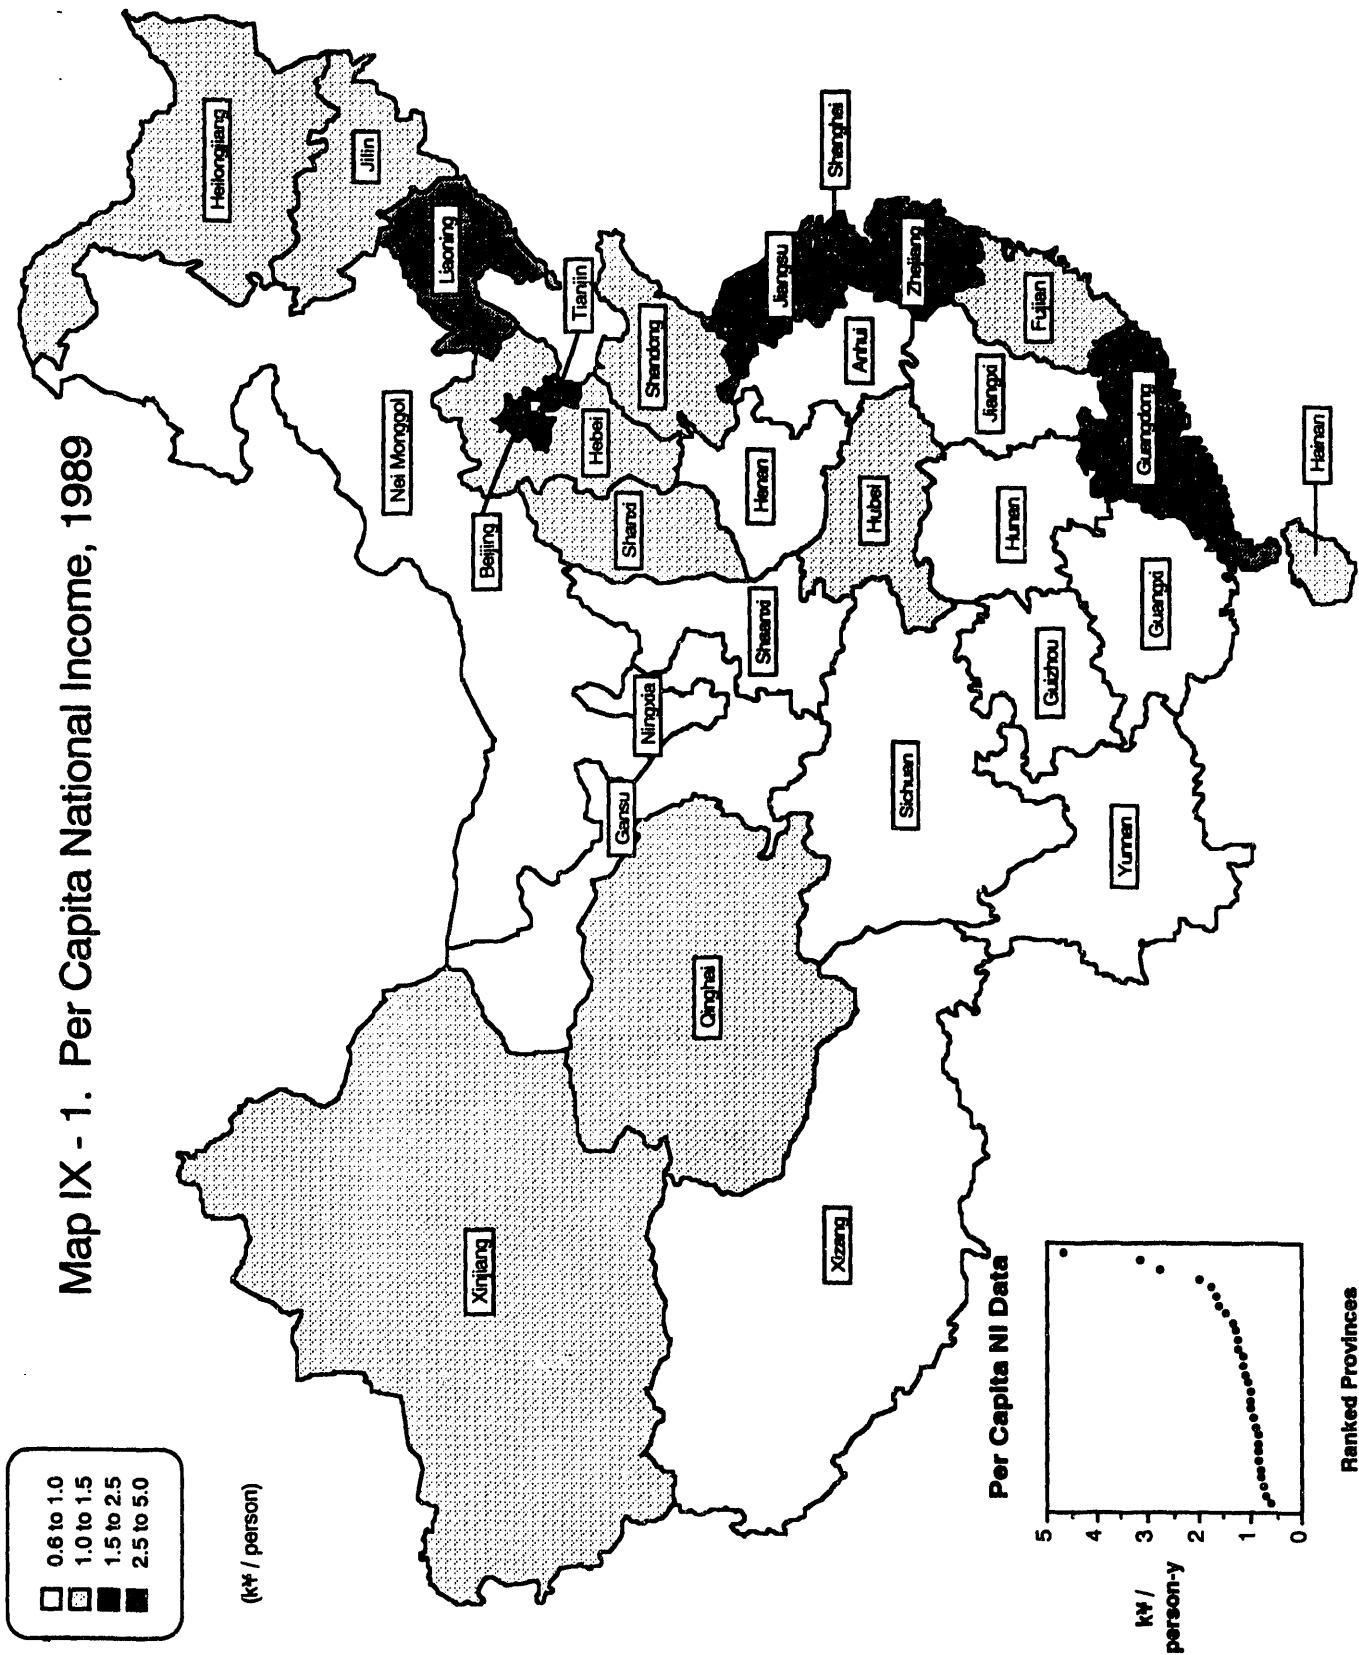 Map IX - 1. Per Capita National Income, 1989
0.6 to 1.0
1.0 to 1.5
1.5 to 2.5
2.5 to 5.0
(k¥ / person)
Heilongjiang
Jilin
Liaoning
Nei Monggol
Beijing
Tianjin
Hebei
Shandong
Shanxi
Xinjiang
Gansu
Ningxia
Qinghai
Shaanxi
Henan
Jiangsu
Shanghai
Anhui
Zhejiang
Hubei
Xizang
Sichuan
Jiangxi
Fujian
Hunan
Guizhou
Yunnan
Guangxi
Guangdong
Hainan
Per Capita NI Data
5
4
3
2
1
0
k¥ /
person-y
Ranked Provinces